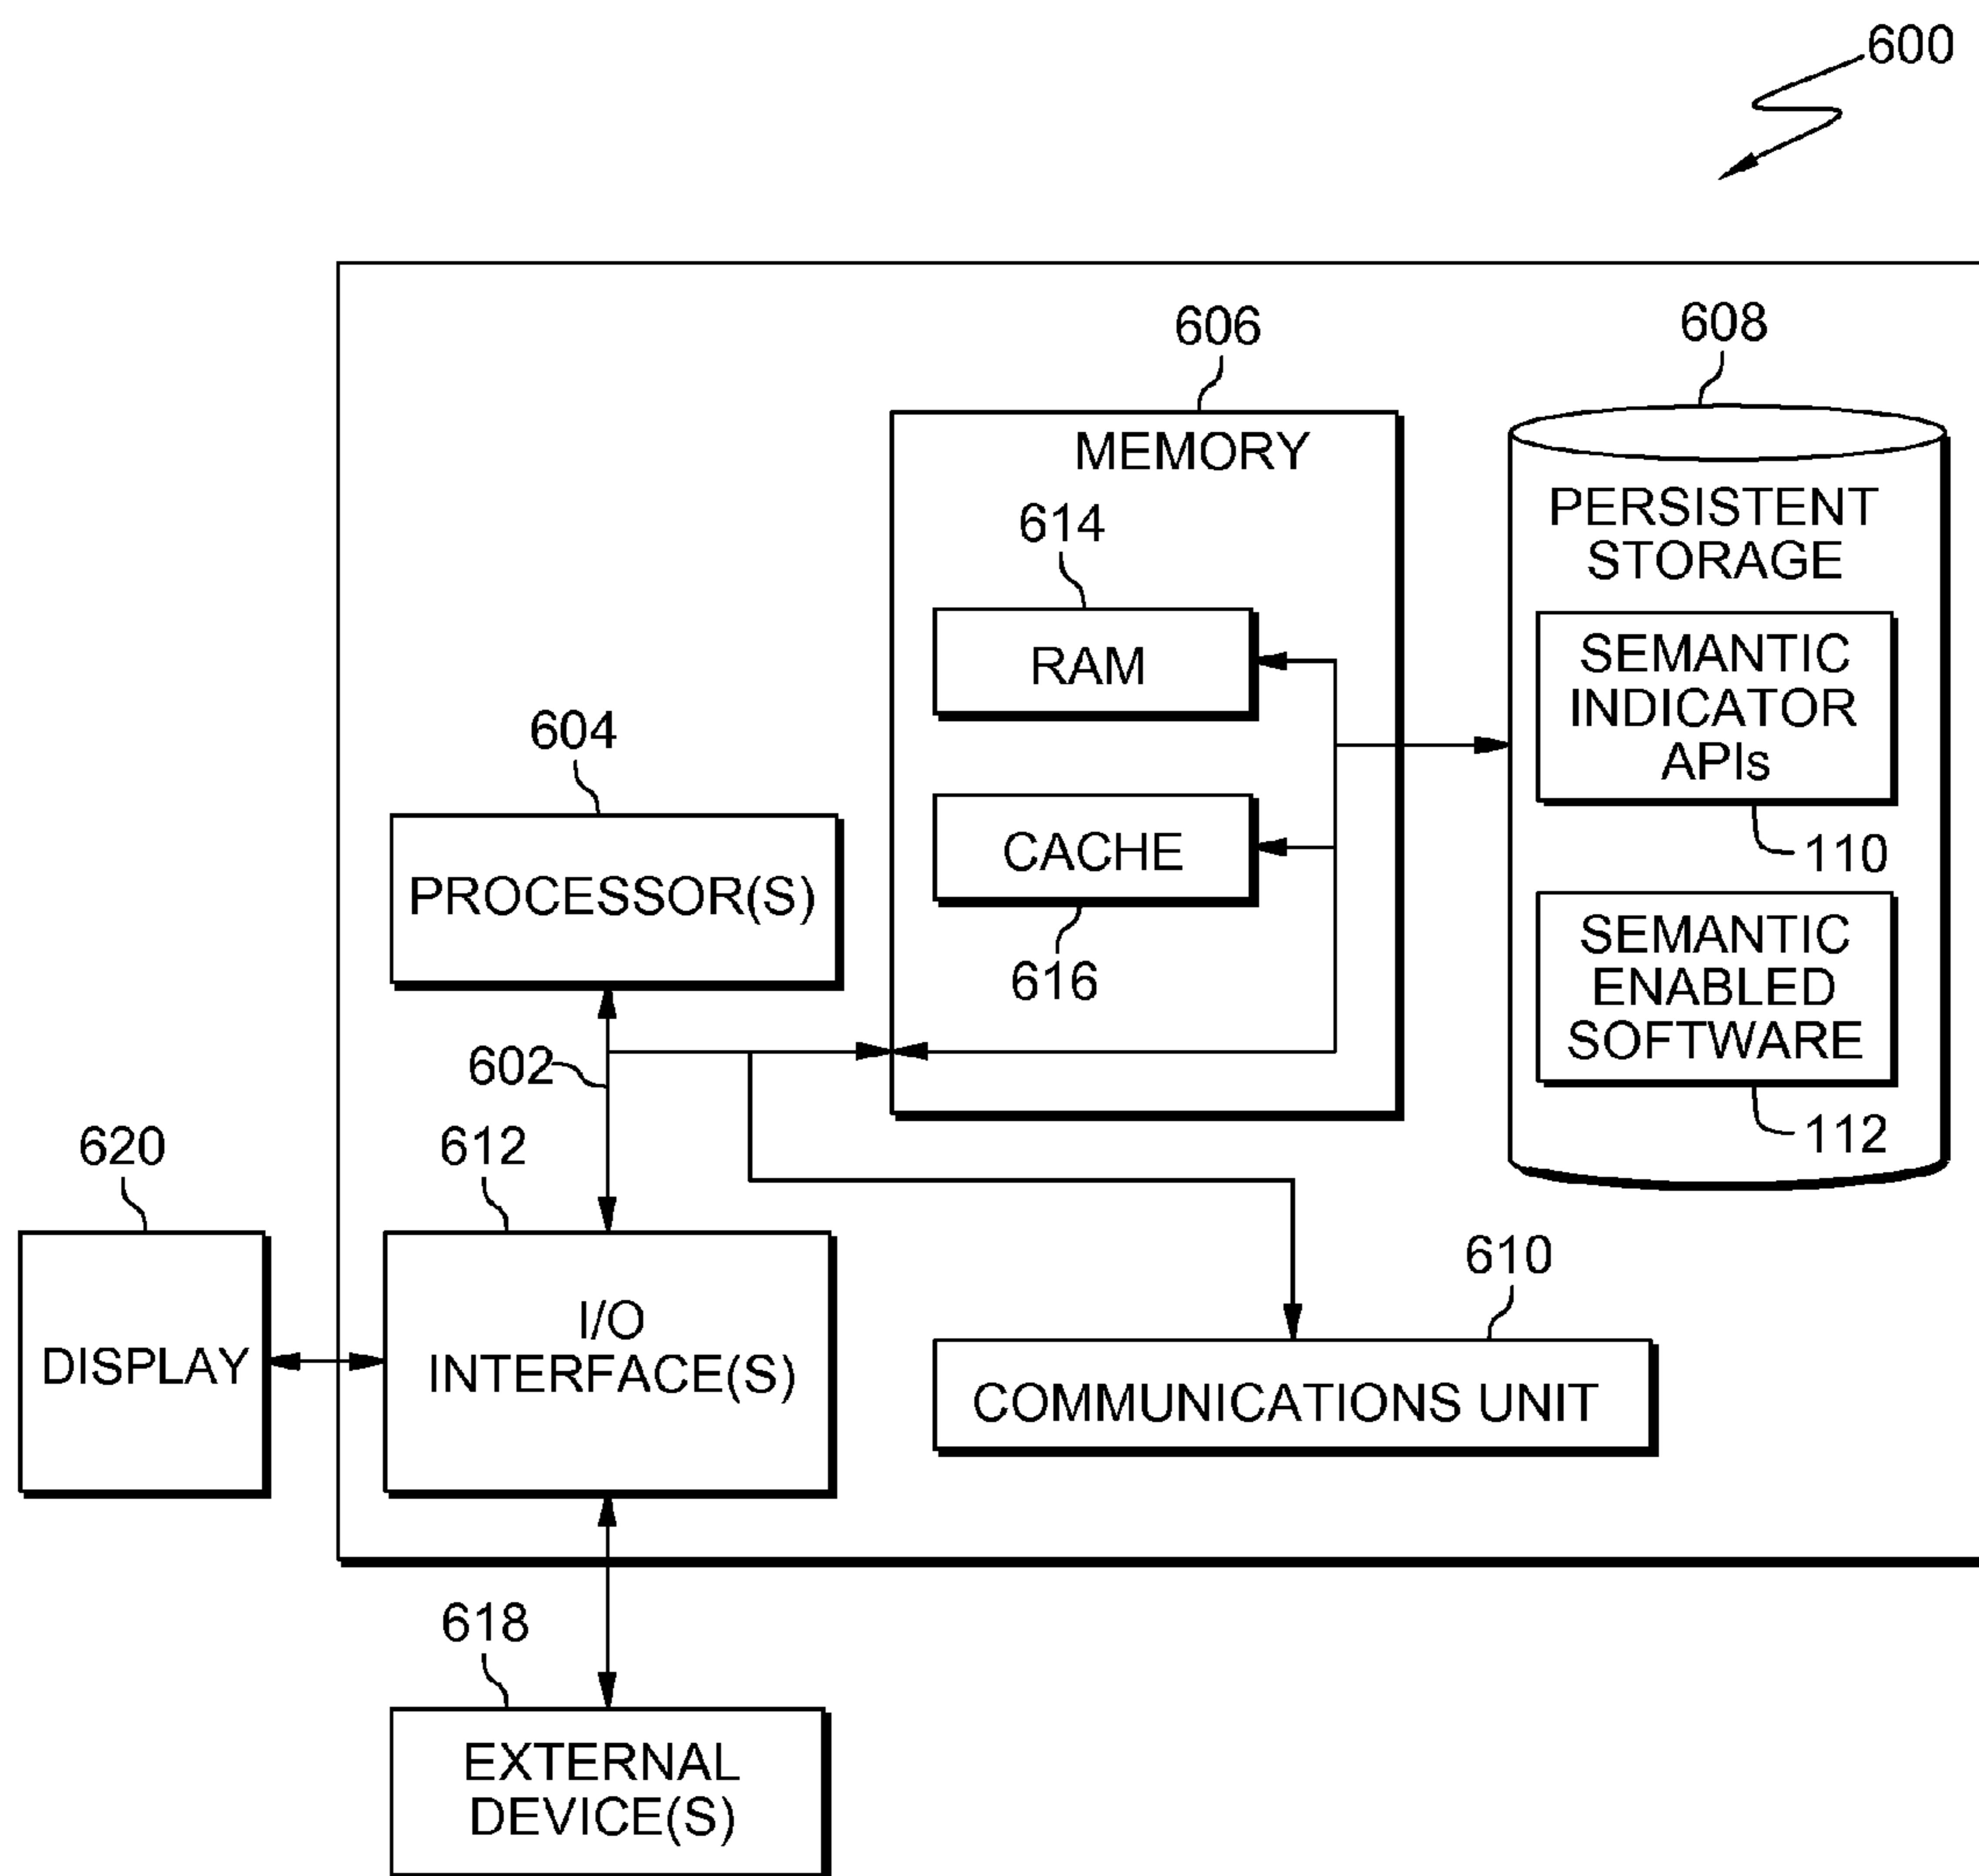 600
606
608
MEMORY
PERSISTENT
STORAGE
614
RAM
SEMANTIC
INDICATOR
APIs
604
110
CACHE
PROCESSOR(S)
616
SEMANTIC
ENABLED
SOFTWARE
602
112
620
612
610
DISPLAY
I/O
INTERFACE(S)
COMMUNICATIONS UNIT
618
EXTERNAL
DEVICE(S)